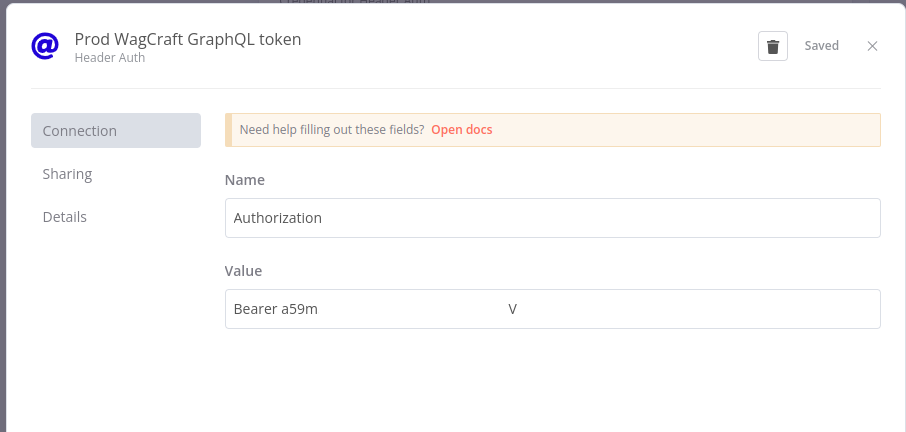 Prod WagCraft GraphQL token
Header Auth
Saved
Connection
Sharing
Details
Need help filling out these fields? Open docs
Name
Authorization
Value
Bearer a59m V